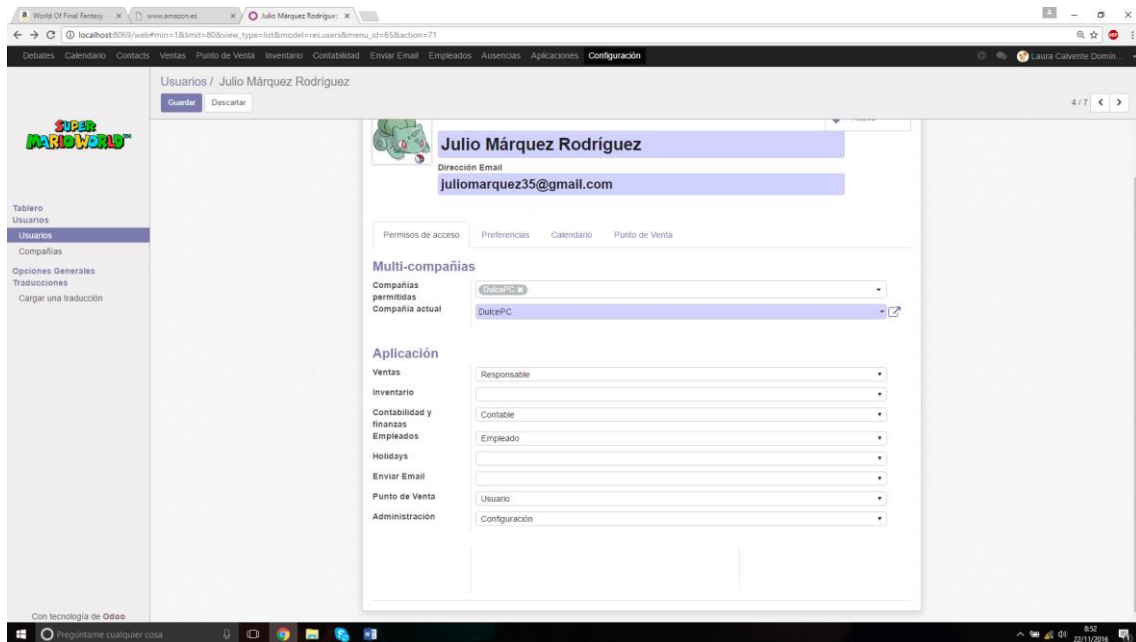 World Of Final Fantasy
www.amazon.es
Julio Márquez Rodríguez
localhost:8069/web#min=1&limit=80&view_type=list&model=res.users&menu_id=65&action=71
Debates Calendario Contacts Ventas Punto de Venta Inventario Contabilidad Enviar Email Empleados Ausencias Aplicaciones Configuración
Laura Calvente Domín...
Usuarios / Julio Márquez Rodríguez
Guardar Descartar
4 / 7
SUPER
MARIO WORLD
Julio Márquez Rodríguez
Dirección Email
juliomarquez35@gmail.com
Tablero
Usuarios
Usuarios
Compañías
Opciones Generales
Traducciones
Cargar una traducción
Permisos de acceso Preferencias Calendario Punto de Venta
Multi-compañias
Compañías
permitidas
DulcePC
Compañía actual
DulcePC
Aplicación
Ventas
Responsable
Inventario
Contabilidad y
finanzas
Contable
Empleados
Empleado
Holidays
Enviar Email
Punto de Venta
Usuario
Administración
Configuración
Con tecnología de Odoo
Pregúntame cualquier cosa
8:52
22/11/2016